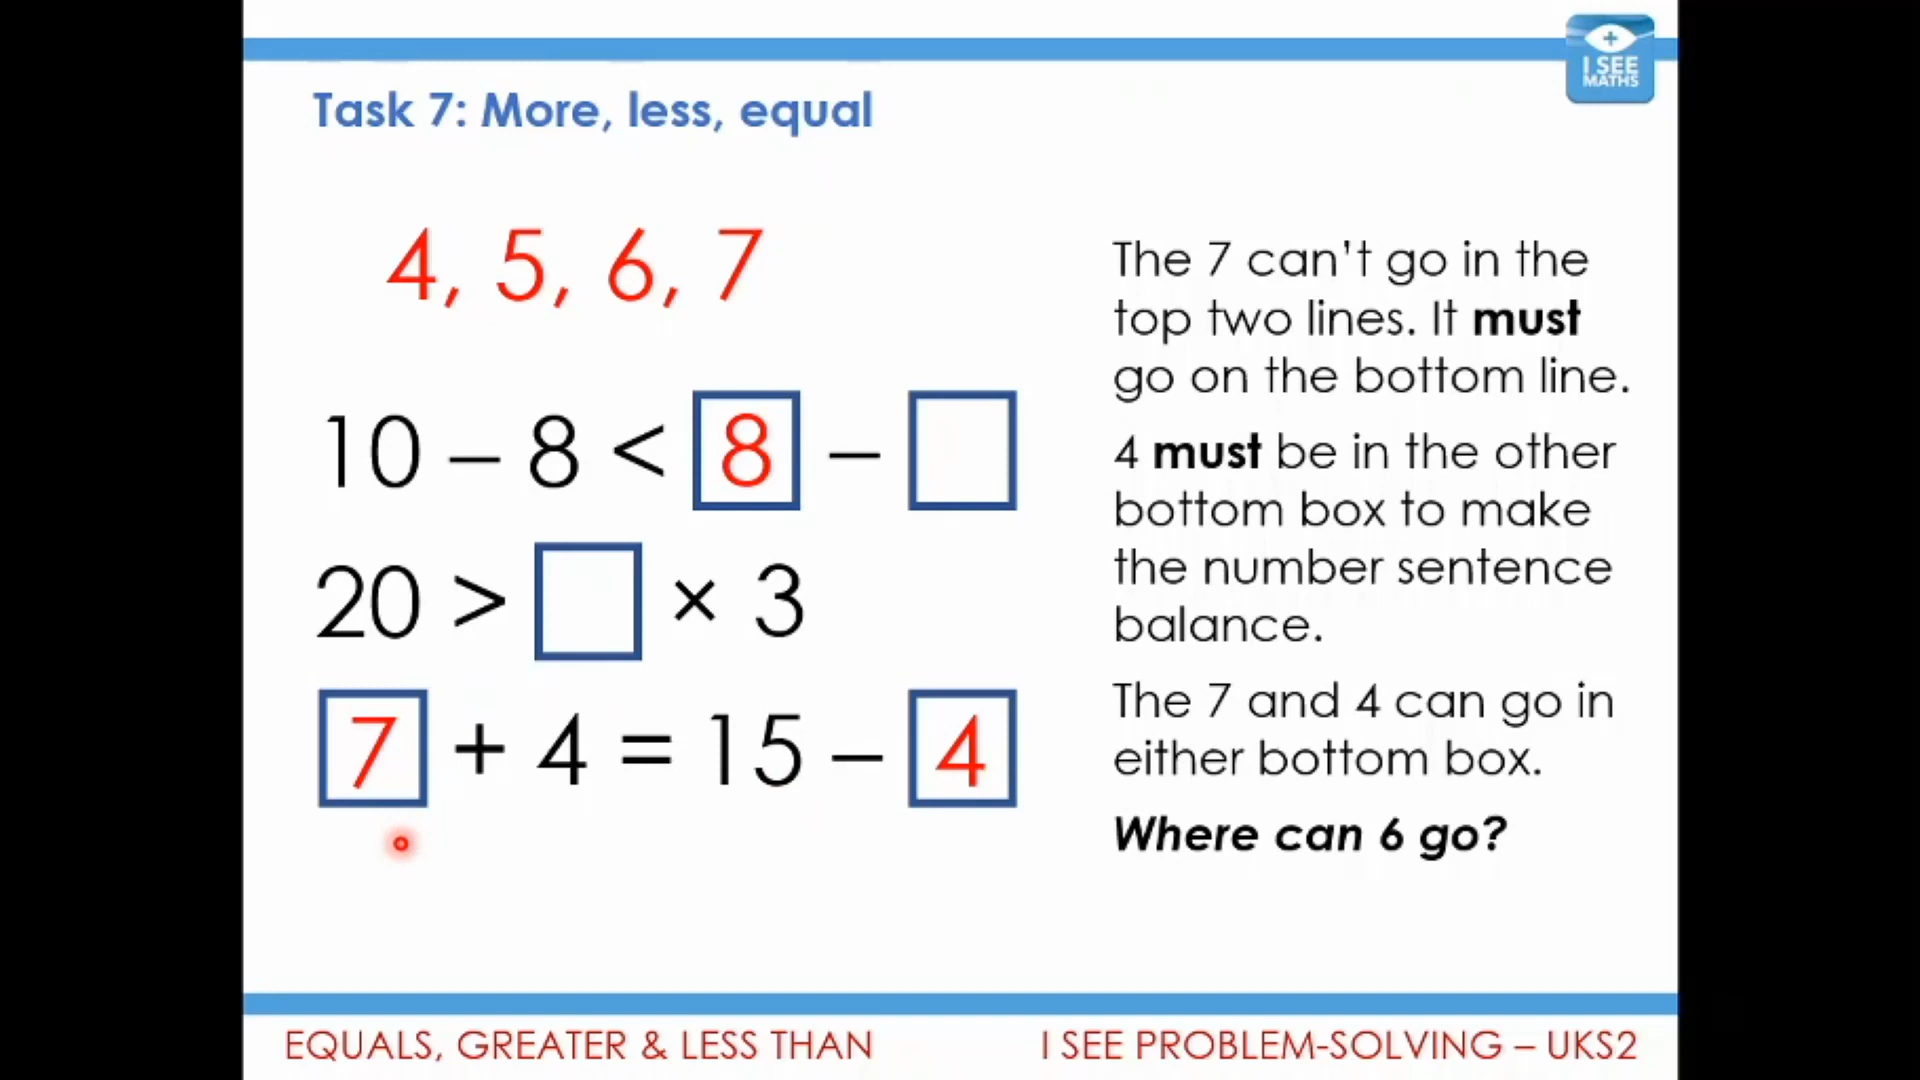 I SEE
MATHS
Task 7: More, less, equal
4, 5, 6, 7
10 – 8 < 8 –
20 > × 3
7 + 4 = 15 – 4
The 7 can't go in the
top two lines. It must
go on the bottom line.
4 must be in the other
bottom box to make
the number sentence
balance.
The 7 and 4 can go in
either bottom box.
Where can 6 go?
EQUALS, GREATER & LESS THAN
I SEE PROBLEM-SOLVING – UKS2